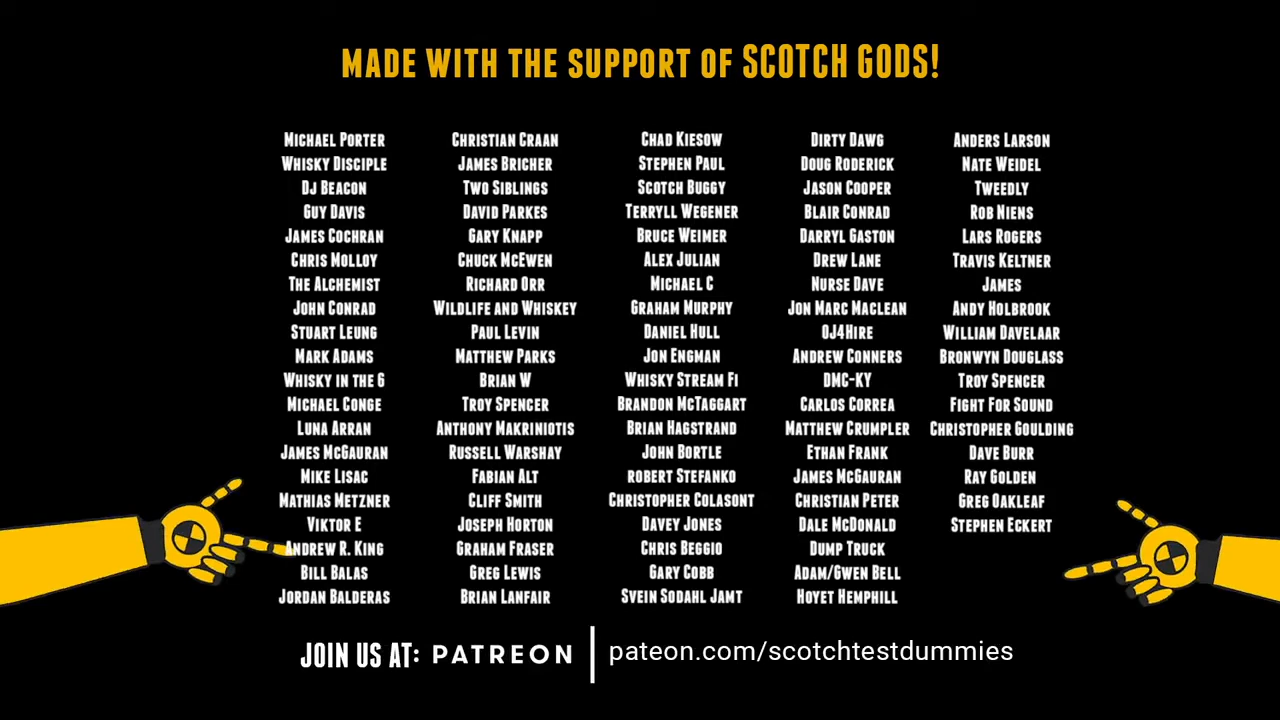 MADE WITH THE SUPPORT OF SCOTCH GODS!
MICHAEL PORTER
WHISKY DISCIPLE
DJ BEACON
GUY DAVIS
JAMES COCHRAN
CHRIS MOLLOY
THE ALCHEMIST
JOHN CONRAD
STUART LEUNG
MARK ADAMS
WHISKY IN THE 6
MICHAEL CONGE
LUNA ARRAN
JAMES MCGAURAN
MIKE LISAC
MATHIAS METZNER
VIKTOR E
ANDREW R. KING
BILL BALAS
JORDAN BALDERAS
CHRISTIAN CRAAN
JAMES BRICHER
TWO SIBLINGS
DAVID PARKES
GARY KNAPP
CHUCK MCEWEN
RICHARD ORR
WILDLIFE AND WHISKEY
PAUL LEVIN
MATTHEW PARKS
BRIAN W
TROY SPENCER
ANTHONY MAKRINIOTIS
RUSSELL WARSHAY
FABIAN ALT
CLIFF SMITH
JOSEPH HORTON
GRAHAM FRASER
GREG LEWIS
BRIAN LANFAIR
CHAD KIESOW
STEPHEN PAUL
SCOTCH BUGGY
TERRYLL WEGENER
BRUCE WEIMER
ALEX JULIAN
MICHAEL C
GRAHAM MURPHY
DANIEL HULL
JON ENGMAN
WHISKY STREAM FI
BRANDON MCTAGGART
BRIAN HAGSTRAND
JOHN BORTLE
ROBERT STEFANKO
CHRISTOPHER COLASONT
DAVEY JONES
CHRIS BEGGIO
GARY COBB
SVEIN SODAHL JAMT
DIRTY DAWG
DOUG RODERICK
JASON COOPER
BLAIR CONRAD
DARRYL GASTON
DREW LANE
NURSE DAVE
JON MARC MACLEAN
OJ4HIRE
ANDREW CONNERS
DMC-KY
CARLOS CORREA
MATTHEW CRUMPLER
ETHAN FRANK
JAMES MCGAURAN
CHRISTIAN PETER
DALE MCDONALD
DUMP TRUCK
ADAM/GWEN BELL
HOYET HEMPHILL
ANDERS LARSON
NATE WEIDEL
TWEEDLY
ROB NIENS
LARS ROGERS
TRAVIS KELTNER
JAMES
ANDY HOLBROOK
WILLIAM DAVELAAR
BRONWYN DOUGLASS
TROY SPENCER
FIGHT FOR SOUND
CHRISTOPHER GOULDING
DAVE BURR
RAY GOLDEN
GREG OAKLEAF
STEPHEN ECKERT
JOIN US AT: PATREON | pateon.com/scotchtestdummies